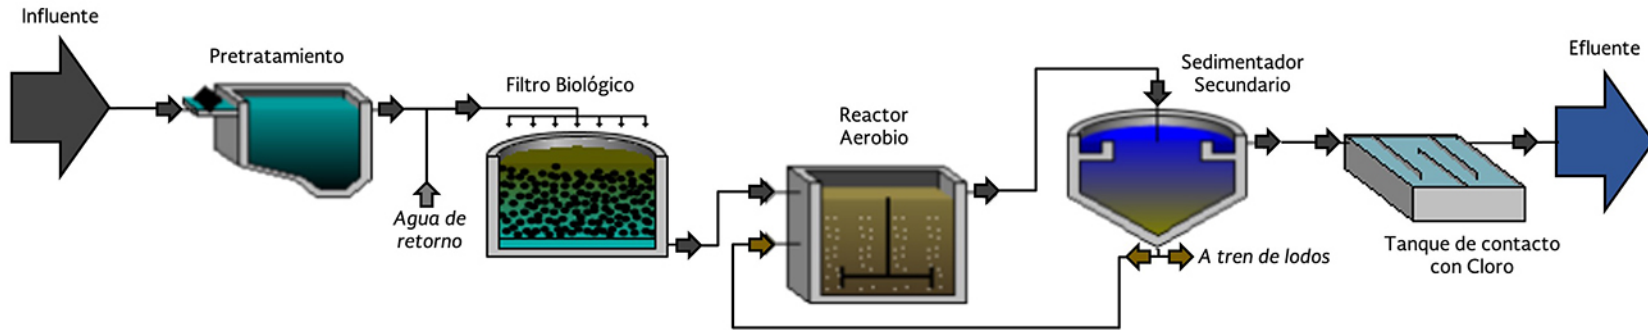 Influente
Pretratamiento
Agua de
retorno
Filtro Biológico
Reactor
Aerobio
Sedimentador
Secundario
A tren de lodos
Tanque de contacto
con Cloro
Efluente